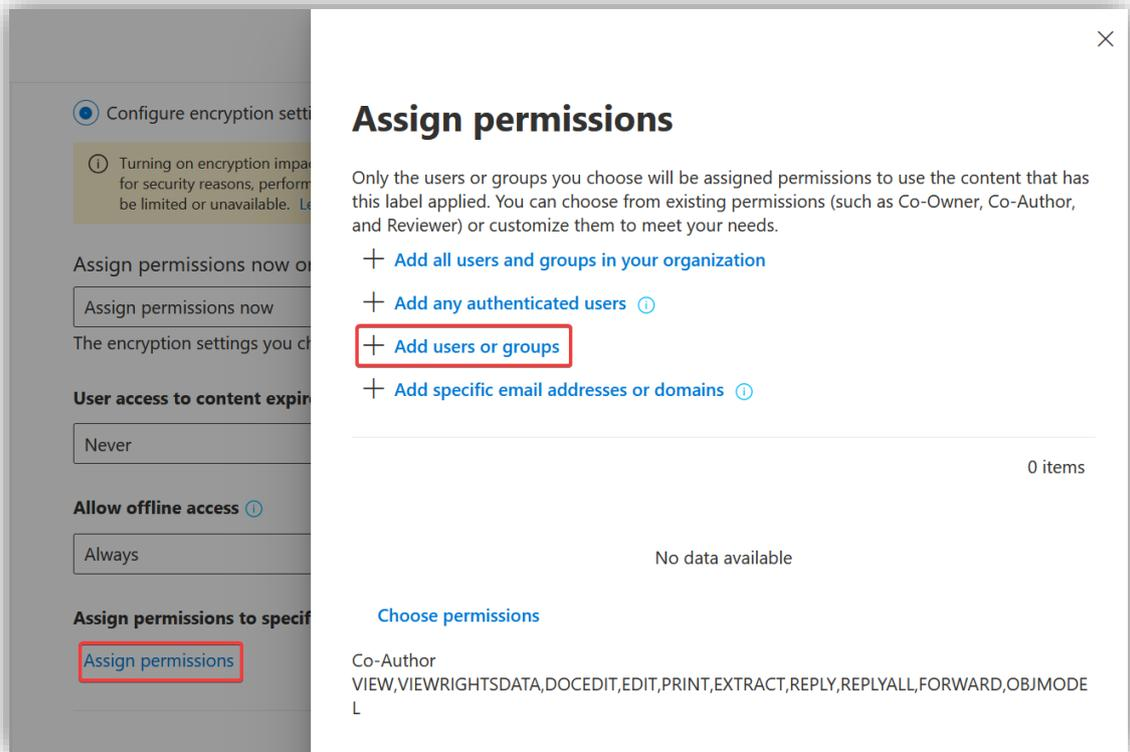 Configure encryption setti
Turning on encryption impa
for security reasons, perform
be limited or unavailable. Le
Assign permissions now or
Assign permissions now
The encryption settings you ch
User access to content expire
Never
Allow offline access
Always
Assign permissions to specif
Assign permissions
Assign permissions
Only the users or groups you choose will be assigned permissions to use the content that has
this label applied. You can choose from existing permissions (such as Co-Owner, Co-Author,
and Reviewer) or customize them to meet your needs.
+ Add all users and groups in your organization
+ Add any authenticated users
+ Add users or groups
+ Add specific email addresses or domains
0 items
No data available
Choose permissions
Co-Author
VIEW,VIEWRIGHTSDATA,DOCEDIT,EDIT,PRINT,EXTRACT,REPLY,REPLYALL,FORWARD,OBJMODE
L